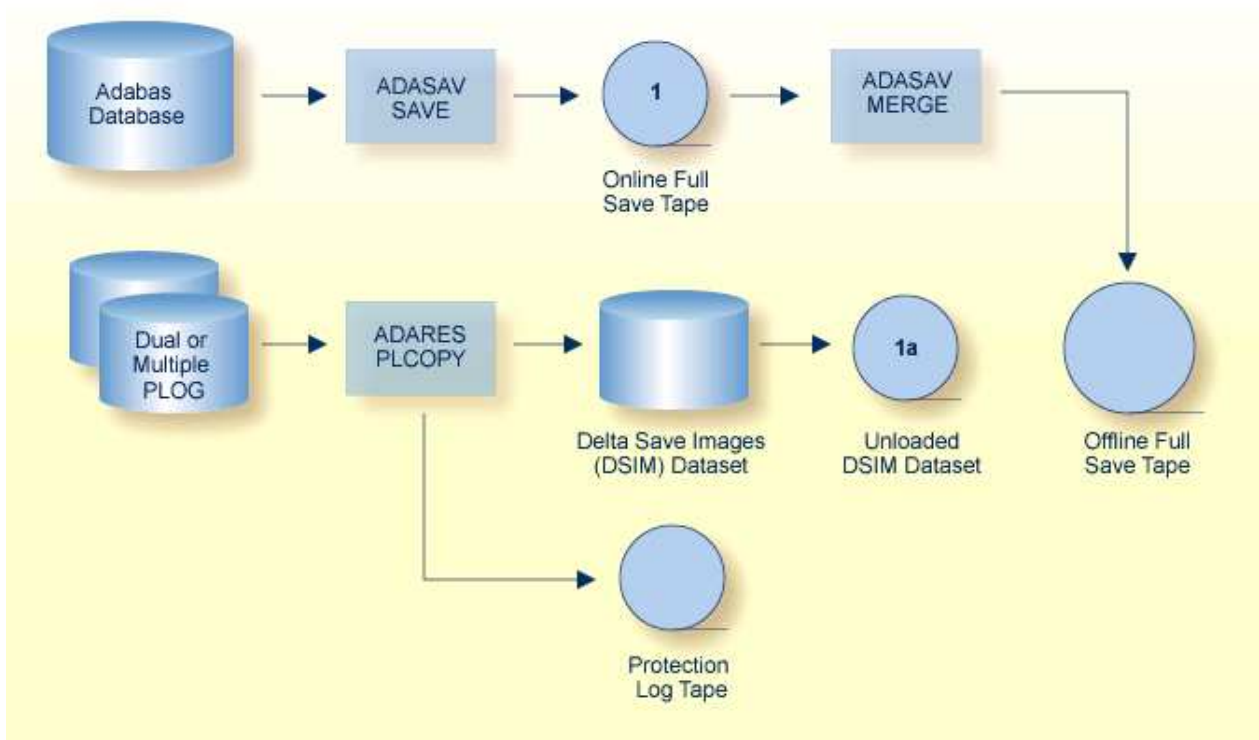 Adabas
Database
ADASAV
SAVE
1
Online Full
Save Tape
ADASAV
MERGE
Dual or
Multiple
PLOG
ADARES
PLCOPY
Delta Save Images
(DSIM) Dataset
1a
Unloaded
DSIM Dataset
Offline Full
Save Tape
Protection
Log Tape